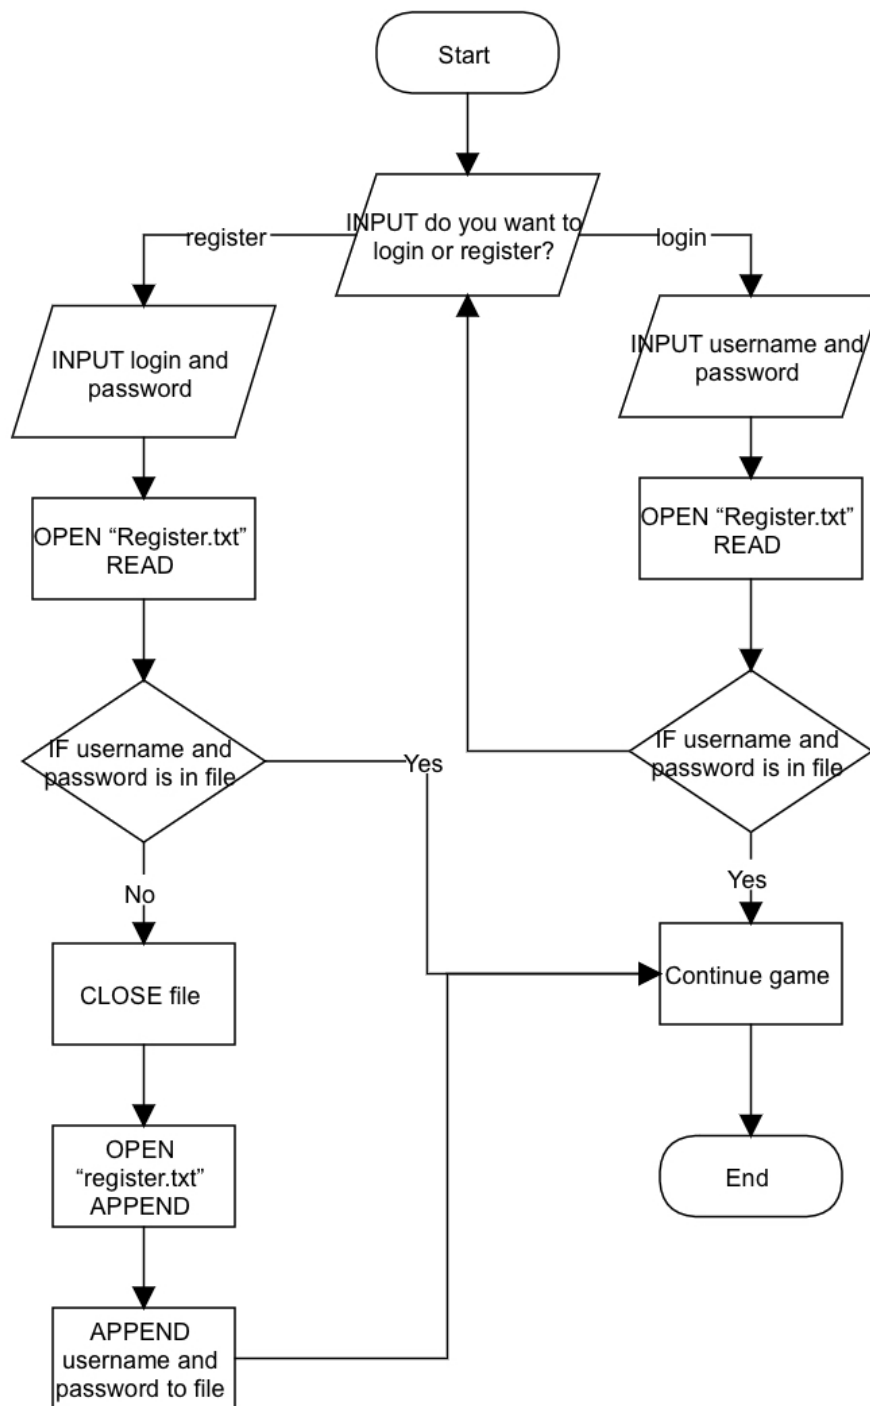 Start
INPUT do you want to
login or register?
register
login
INPUT login and
password
INPUT username and
password
OPEN “Register.txt”
READ
OPEN “Register.txt”
READ
IF username and
password is in file
Yes
IF username and
password is in file
No
Yes
CLOSE file
Continue game
OPEN
“register.txt”
APPEND
End
APPEND
username and
password to file